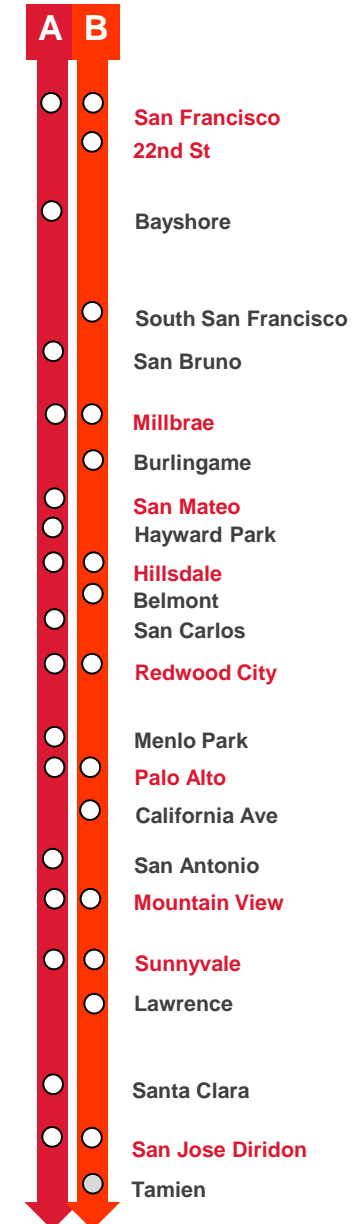 A B
San Francisco
22nd St
Bayshore
South San Francisco
San Bruno
Millbrae
Burlingame
San Mateo
Hayward Park
Hillsdale
Belmont
San Carlos
Redwood City
Menlo Park
Palo Alto
California Ave
San Antonio
Mountain View
Sunnyvale
Lawrence
Santa Clara
San Jose Diridon
Tamien